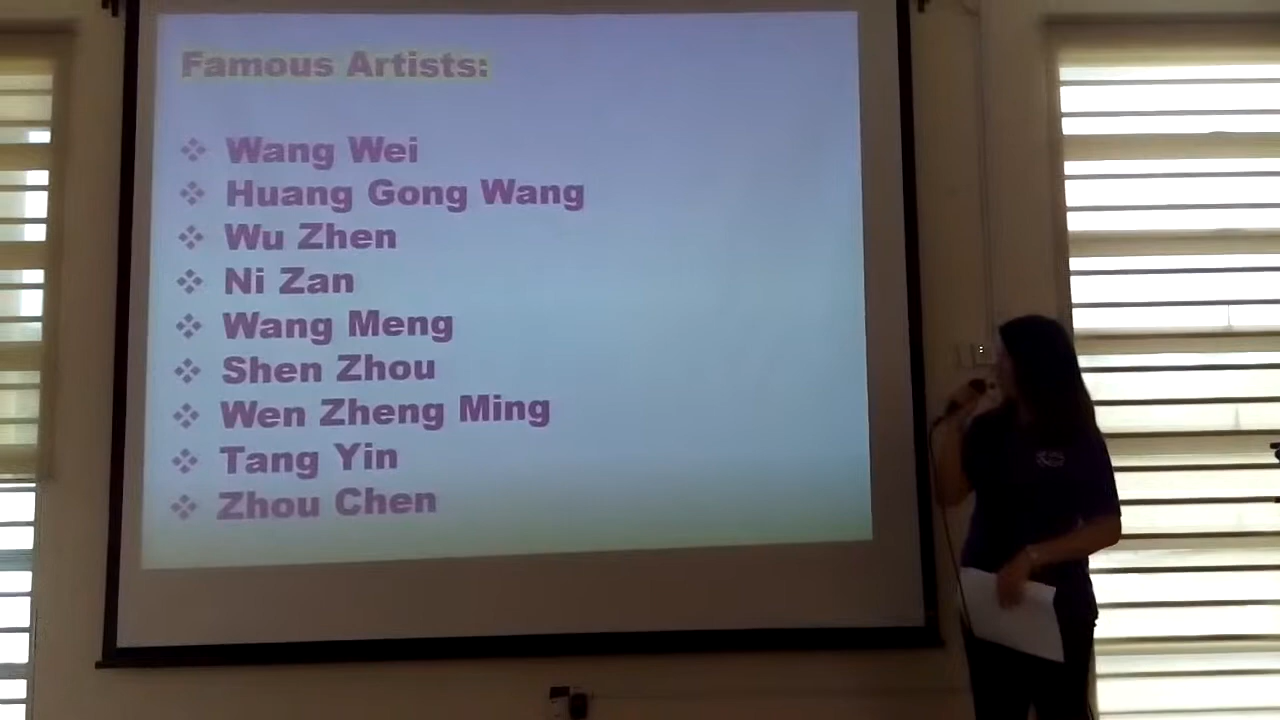 Famous Artists:
❖ Wang Wei
❖ Huang Gong Wang
❖ Wu Zhen
❖ Ni Zan
❖ Wang Meng
❖ Shen Zhou
❖ Wen Zheng Ming
❖ Tang Yin
❖ Zhou Chen